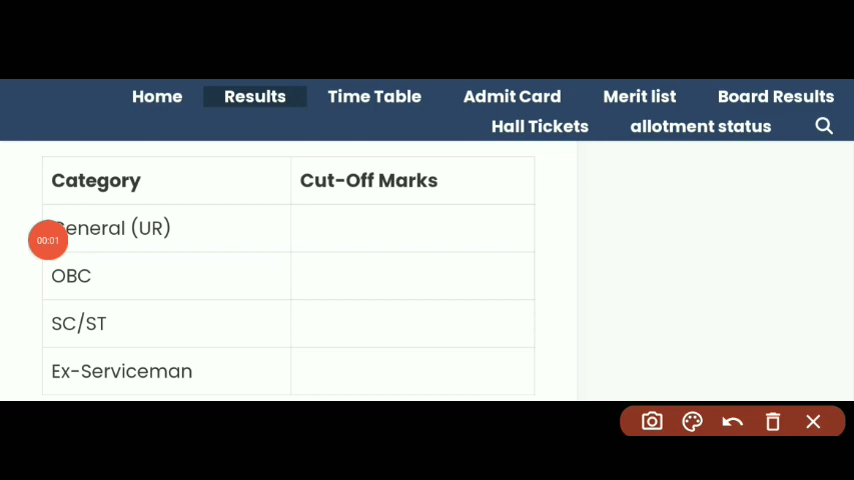 Home Results Time Table Admit Card Merit list Board Results
Hall Tickets allotment status
Category Cut-Off Marks
General (UR)
00:01
OBC
SC/ST
Ex-Serviceman